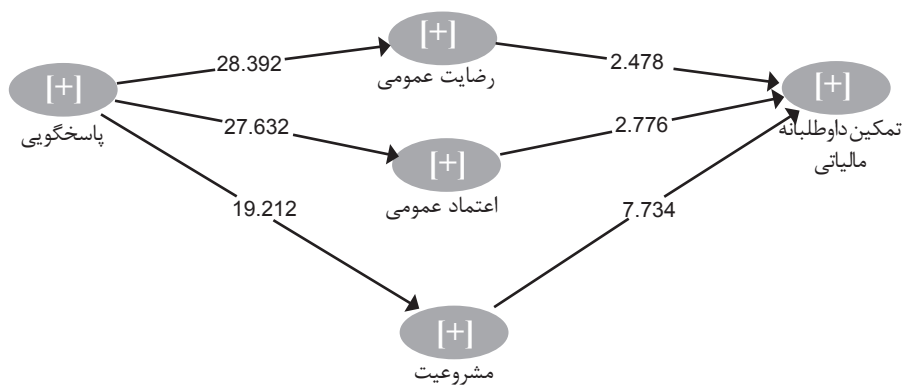 [+]
رضایت عمومی
28.392
2.478
[+]
پاسخگویی
[+]
تمکین داوطلبانه
مالیاتی
27.632
2.776
[+]
اعتماد عمومی
19.212
7.734
[+]
مشروعیت